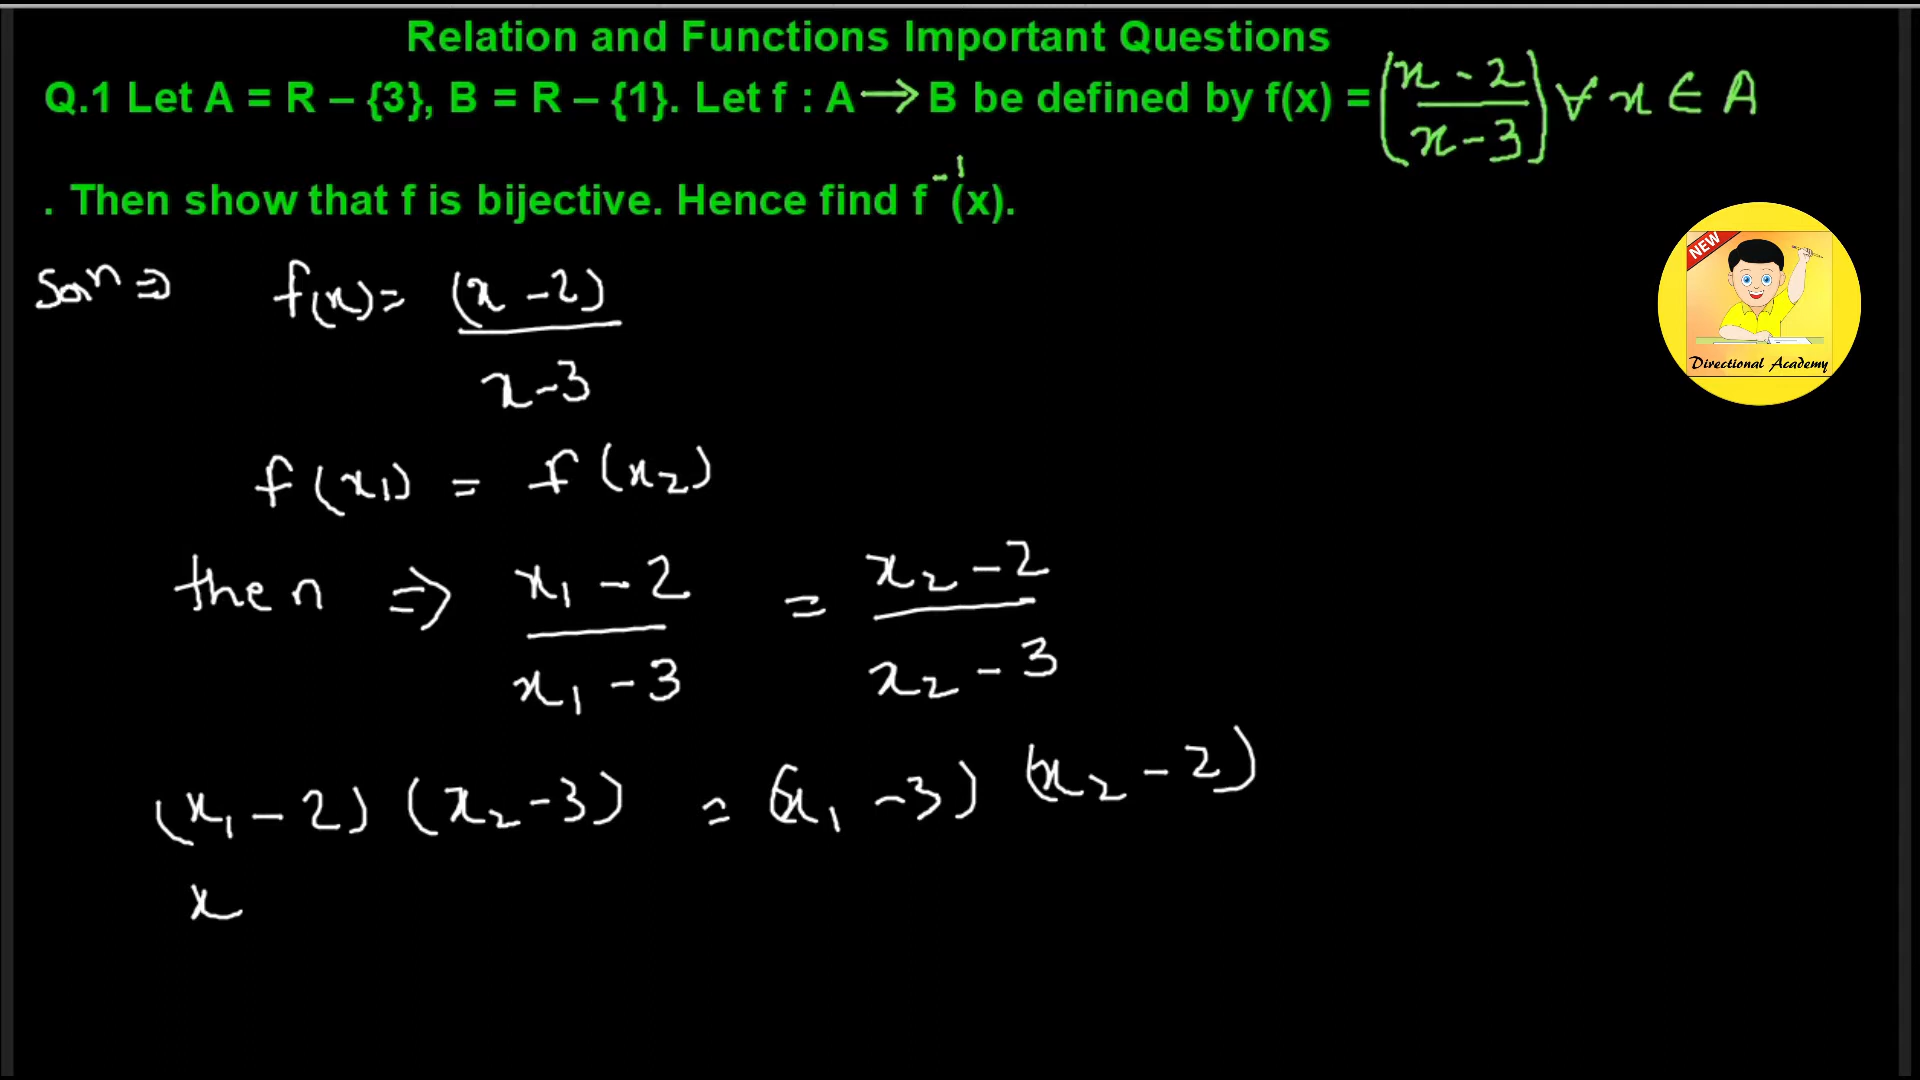 Relation and Functions Important Questions
Q.1 Let A = R – {3}, B = R – {1}. Let f : A → B be defined by f(x) = ((x - 2)/(x - 3)) ∀ x ∈ A
. Then show that f is bijective. Hence find f⁻¹(x).
NEW
Directional Academy
Solⁿ ⇒ f(x) = (x - 2)/(x - 3)
f(x₁) = f(x₂)
then ⇒ (x₁ - 2)/(x₁ - 3) = (x₂ - 2)/(x₂ - 3)
(x₁ - 2) (x₂ - 3) = (x₁ - 3) (x₂ - 2)
x